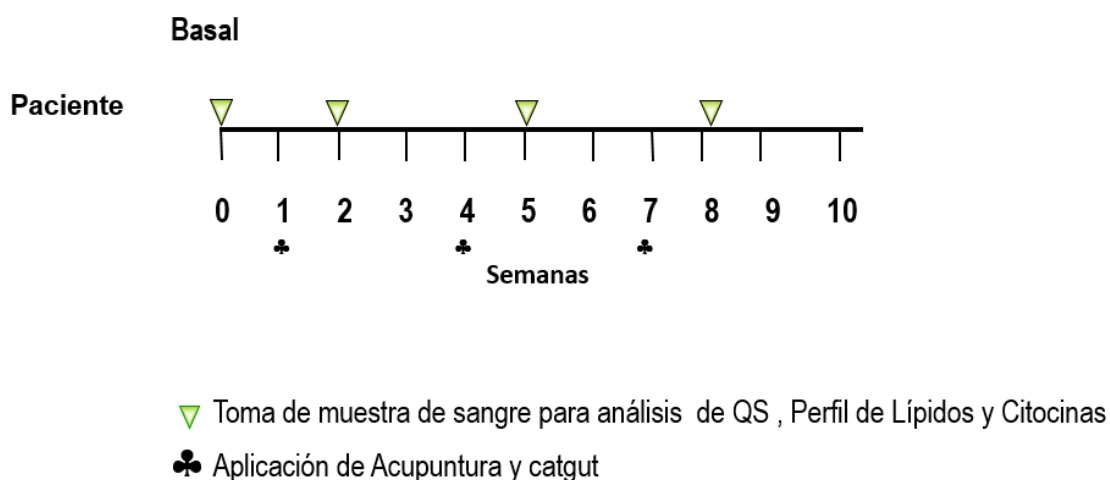 Basal
Paciente
0 1 2 3 4 5 6 7 8 9 10
Semanas
Toma de muestra de sangre para análisis de QS , Perfil de Lípidos y Citocinas
Aplicación de Acupuntura y catgut